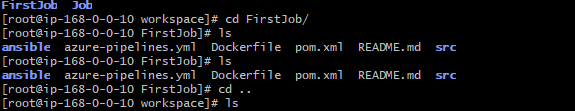 FirstJob  Job
[root@ip-168-0-0-10 workspace]# cd FirstJob/
[root@ip-168-0-0-10 FirstJob]# ls
ansible  azure-pipelines.yml  Dockerfile  pom.xml  README.md  src
[root@ip-168-0-0-10 FirstJob]# ls
ansible  azure-pipelines.yml  Dockerfile  pom.xml  README.md  src
[root@ip-168-0-0-10 FirstJob]# cd ..
[root@ip-168-0-0-10 workspace]# ls